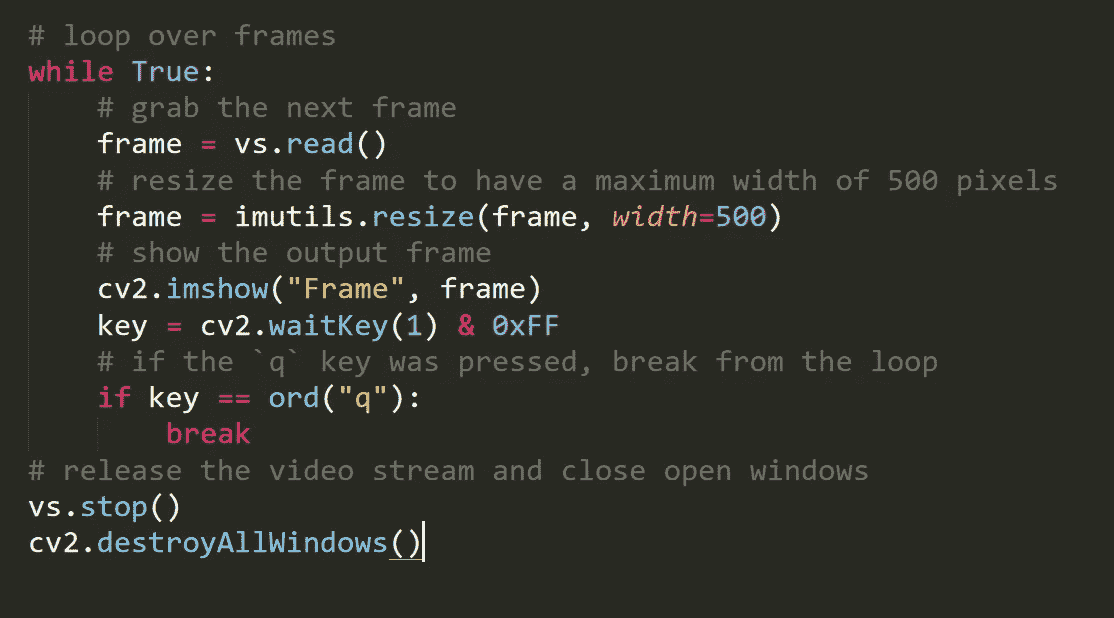 # loop over frames
while True:
    # grab the next frame
    frame = vs.read()
    # resize the frame to have a maximum width of 500 pixels
    frame = imutils.resize(frame, width=500)
    # show the output frame
    cv2.imshow("Frame", frame)
    key = cv2.waitKey(1) & 0xFF
    # if the `q` key was pressed, break from the loop
    if key == ord("q"):
        break
# release the video stream and close open windows
vs.stop()
cv2.destroyAllWindows()